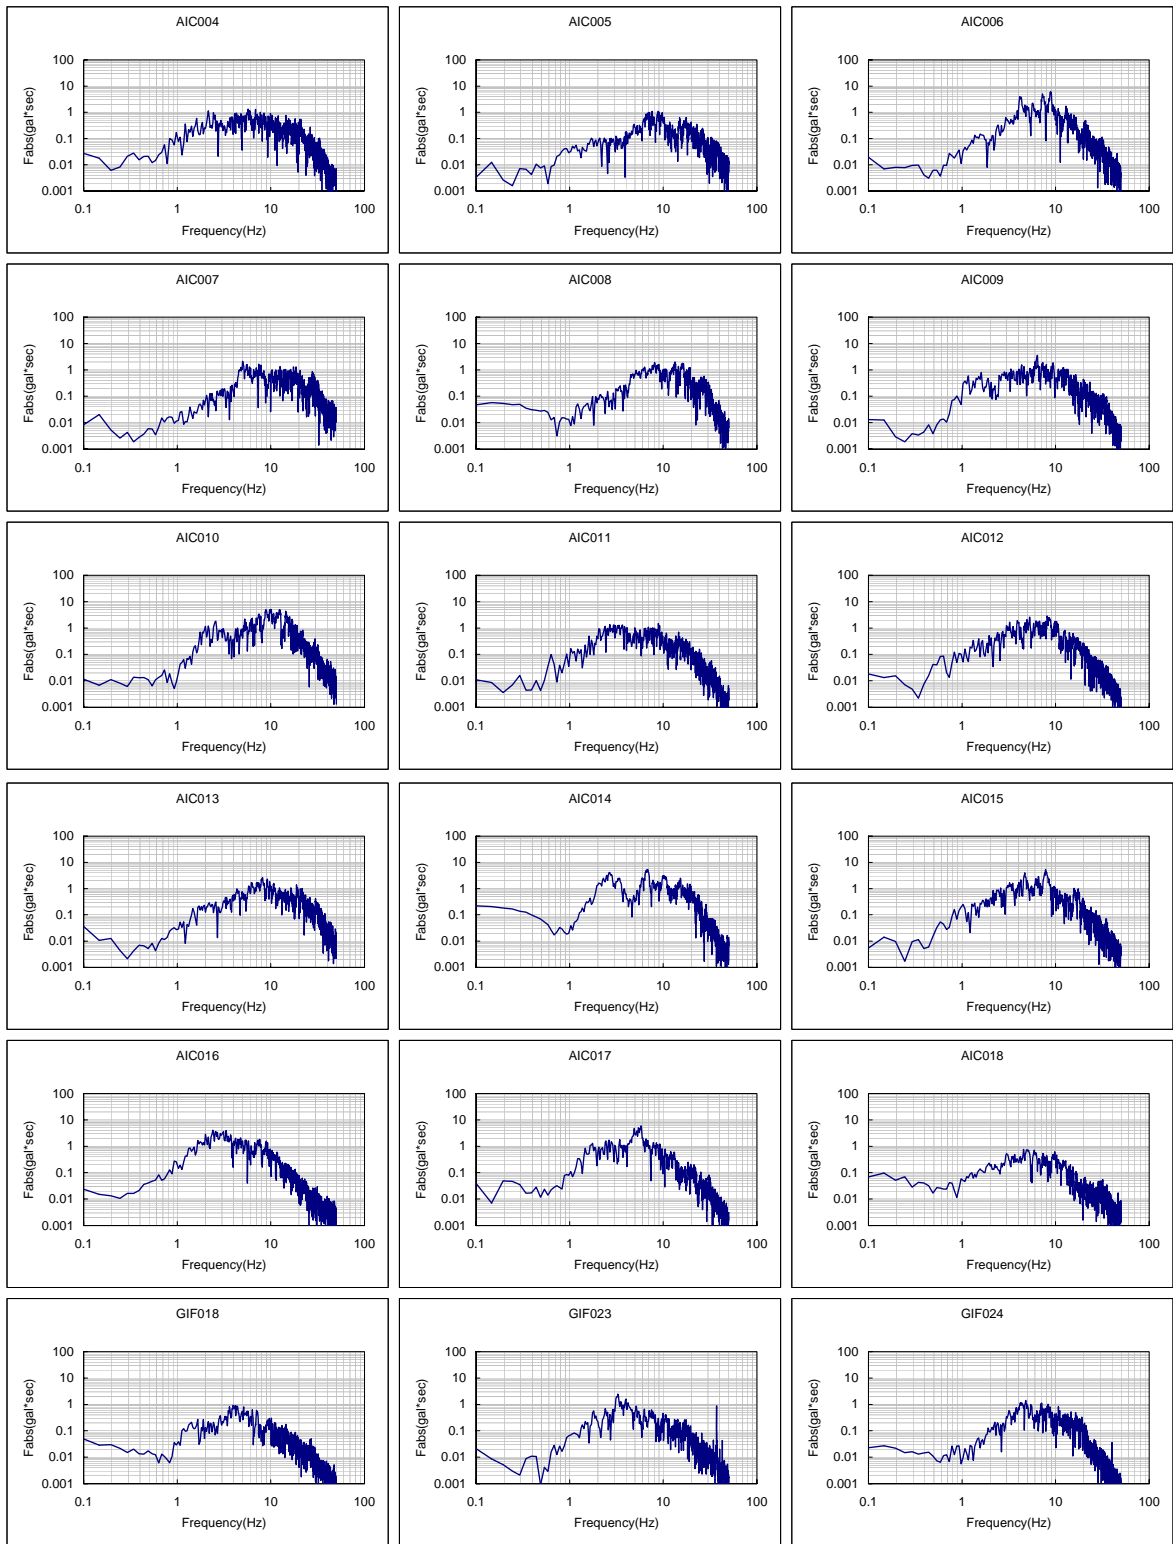 AIC004
Fabs(gal*sec)
100
10
1
0.1
0.01
0.001
0.1 1 10 100
Frequency(Hz)
AIC005
Fabs(gal*sec)
100
10
1
0.1
0.01
0.001
0.1 1 10 100
Frequency(Hz)
AIC006
Fabs(gal*sec)
100
10
1
0.1
0.01
0.001
0.1 1 10 100
Frequency(Hz)
AIC007
Fabs(gal*sec)
100
10
1
0.1
0.01
0.001
0.1 1 10 100
Frequency(Hz)
AIC008
Fabs(gal*sec)
100
10
1
0.1
0.01
0.001
0.1 1 10 100
Frequency(Hz)
AIC009
Fabs(gal*sec)
100
10
1
0.1
0.01
0.001
0.1 1 10 100
Frequency(Hz)
AIC010
Fabs(gal*sec)
100
10
1
0.1
0.01
0.001
0.1 1 10 100
Frequency(Hz)
AIC011
Fabs(gal*sec)
100
10
1
0.1
0.01
0.001
0.1 1 10 100
Frequency(Hz)
AIC012
Fabs(gal*sec)
100
10
1
0.1
0.01
0.001
0.1 1 10 100
Frequency(Hz)
AIC013
Fabs(gal*sec)
100
10
1
0.1
0.01
0.001
0.1 1 10 100
Frequency(Hz)
AIC014
Fabs(gal*sec)
100
10
1
0.1
0.01
0.001
0.1 1 10 100
Frequency(Hz)
AIC015
Fabs(gal*sec)
100
10
1
0.1
0.01
0.001
0.1 1 10 100
Frequency(Hz)
AIC016
Fabs(gal*sec)
100
10
1
0.1
0.01
0.001
0.1 1 10 100
Frequency(Hz)
AIC017
Fabs(gal*sec)
100
10
1
0.1
0.01
0.001
0.1 1 10 100
Frequency(Hz)
AIC018
Fabs(gal*sec)
100
10
1
0.1
0.01
0.001
0.1 1 10 100
Frequency(Hz)
GIF018
Fabs(gal*sec)
100
10
1
0.1
0.01
0.001
0.1 1 10 100
Frequency(Hz)
GIF023
Fabs(gal*sec)
100
10
1
0.1
0.01
0.001
0.1 1 10 100
Frequency(Hz)
GIF024
Fabs(gal*sec)
100
10
1
0.1
0.01
0.001
0.1 1 10 100
Frequency(Hz)